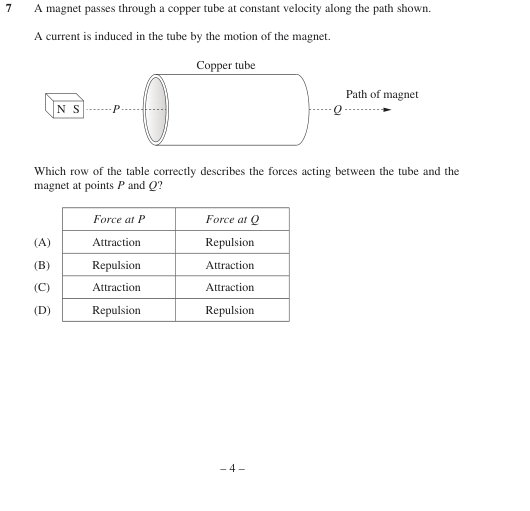 7 A magnet passes through a copper tube at constant velocity along the path shown.
A current is induced in the tube by the motion of the magnet.
Copper tube
Path of magnet
N S P Q
Which row of the table correctly describes the forces acting between the tube and the
magnet at points P and Q?
Force at P Force at Q
(A) Attraction Repulsion
(B) Repulsion Attraction
(C) Attraction Attraction
(D) Repulsion Repulsion
– 4 –